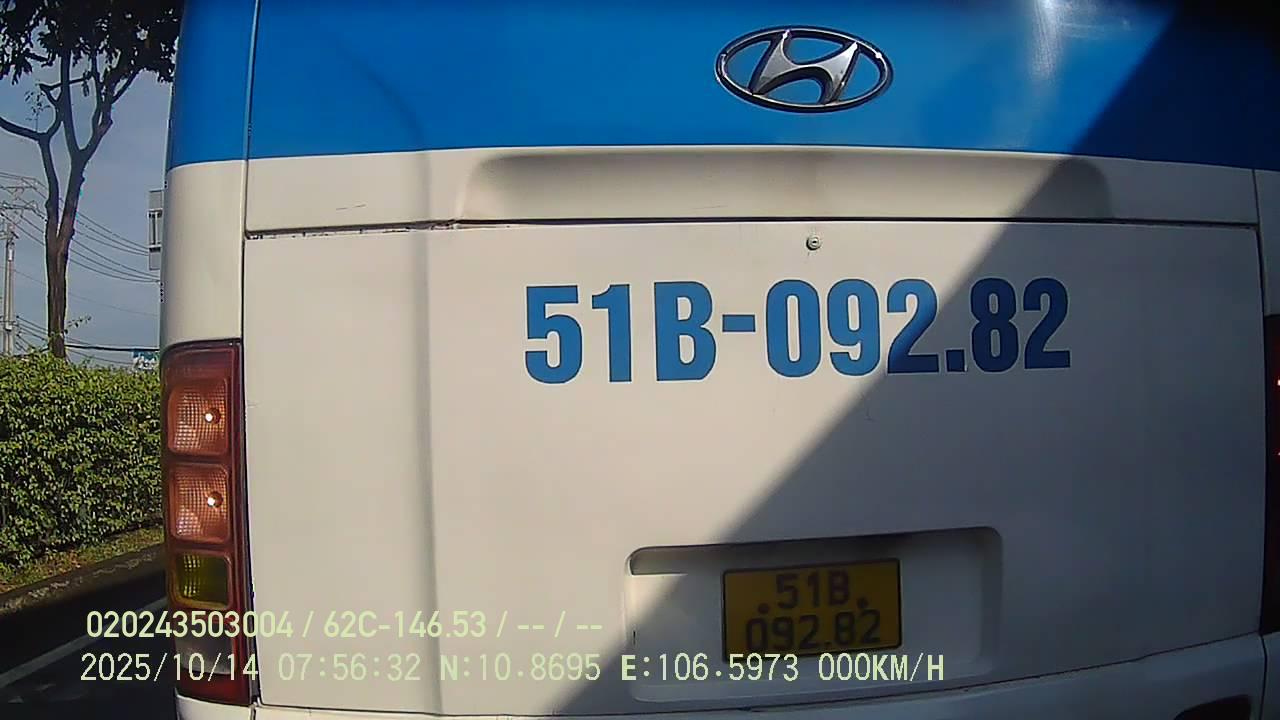 51B-092.82
51B
092.82
020243503004 / 62C-146.53 / -- / --
2025/10/14 07:56:32 N:10.8695 E:106.5973 000KM/H